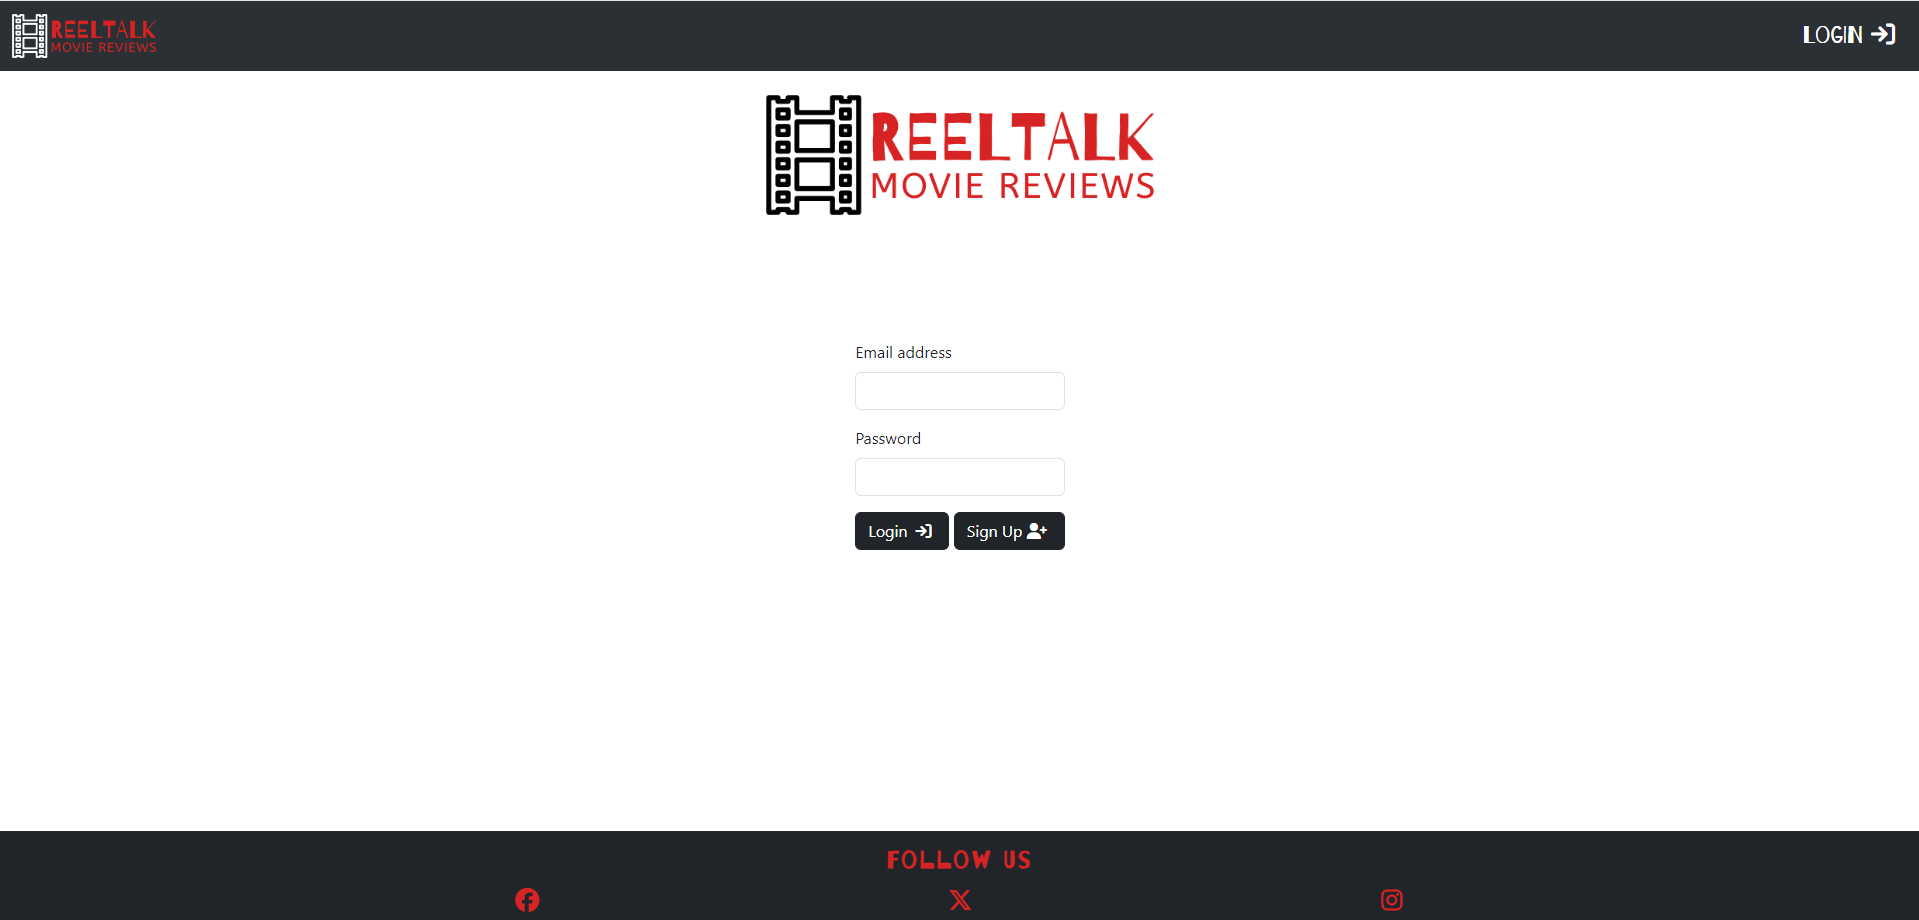 REELTALK
MOVIE REVIEWS
LOGIN
REELTALK
MOVIE REVIEWS
Email address
Password
Login
Sign Up
FOLLOW US